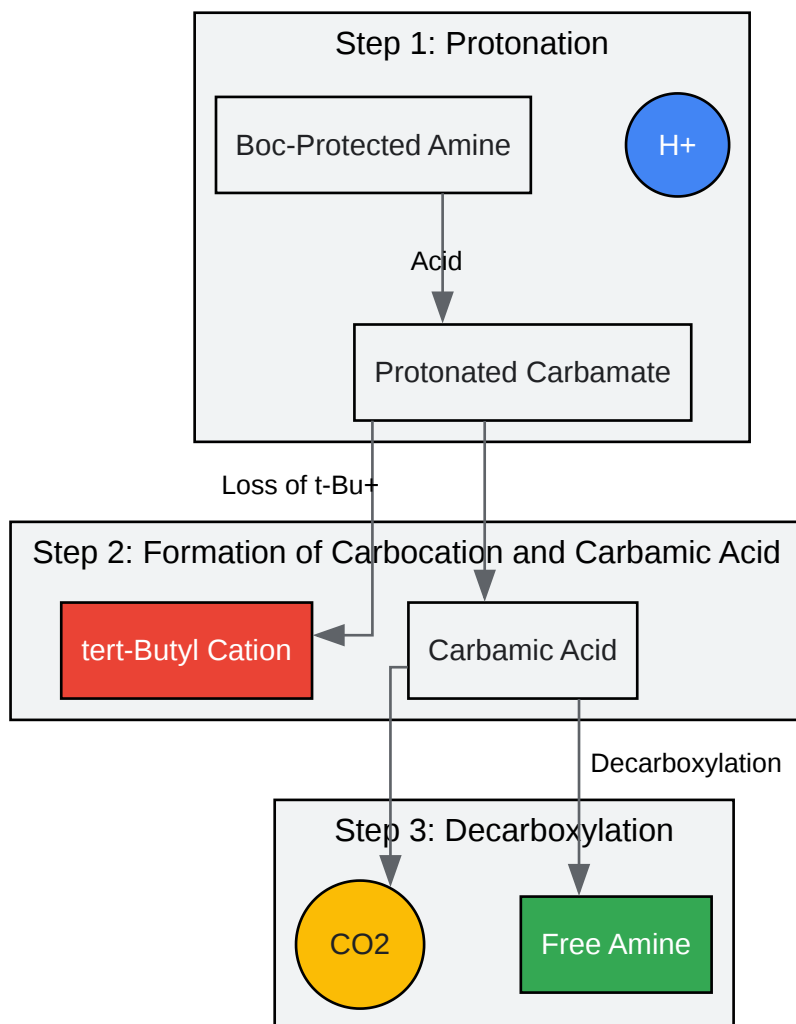 Step 1: Protonation
Boc-Protected Amine
H+
Acid
Protonated Carbamate
Loss of t-Bu+
Step 2: Formation of Carbocation and Carbamic Acid
tert-Butyl Cation
Carbamic Acid
Decarboxylation
Step 3: Decarboxylation
CO2
Free Amine